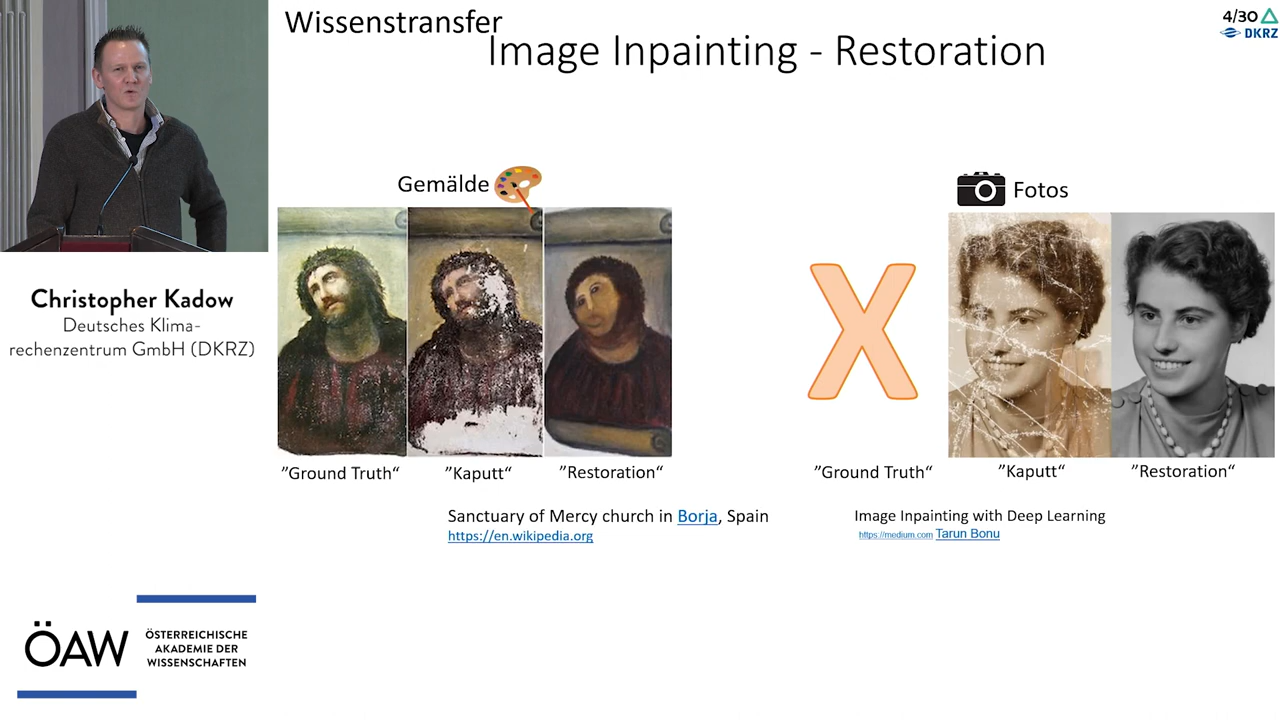 Wissenstransfer
Image Inpainting - Restoration
4/30
DKRZ
Gemälde
Fotos
Christopher Kadow
Deutsches Klima-
rechenzentrum GmbH (DKRZ)
X
”Ground Truth“
”Kaputt“
”Restoration“
”Ground Truth“
”Kaputt“
”Restoration“
Sanctuary of Mercy church in Borja, Spain
https://en.wikipedia.org
Image Inpainting with Deep Learning
https://medium.com Tarun Bonu
ÖAW
ÖSTERREICHISCHE
AKADEMIE DER
WISSENSCHAFTEN